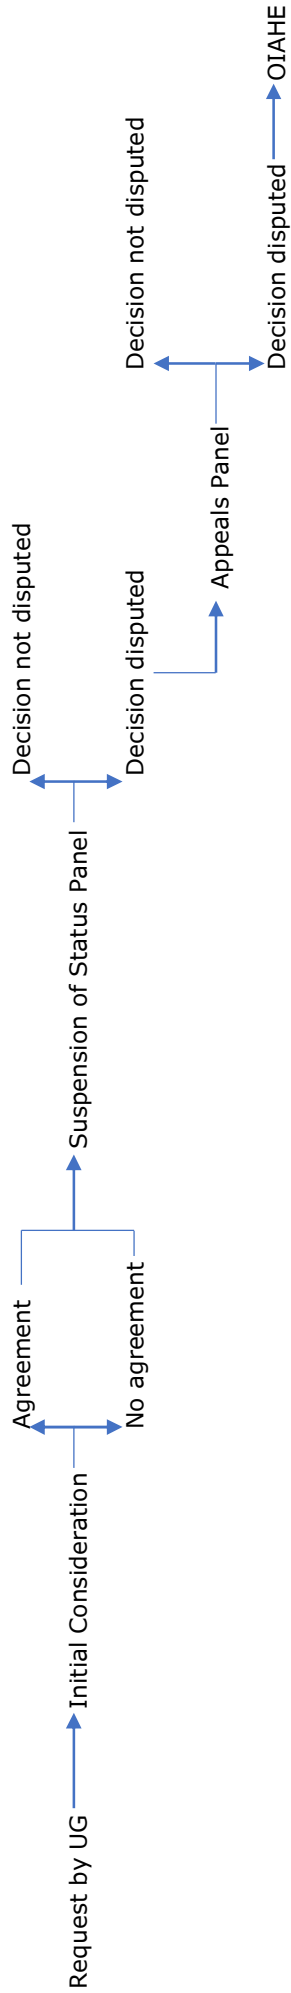 Request by UG
Initial Consideration
Agreement
No agreement
Suspension of Status Panel
Decision not disputed
Decision disputed
Appeals Panel
Decision not disputed
Decision disputed
OIAHE